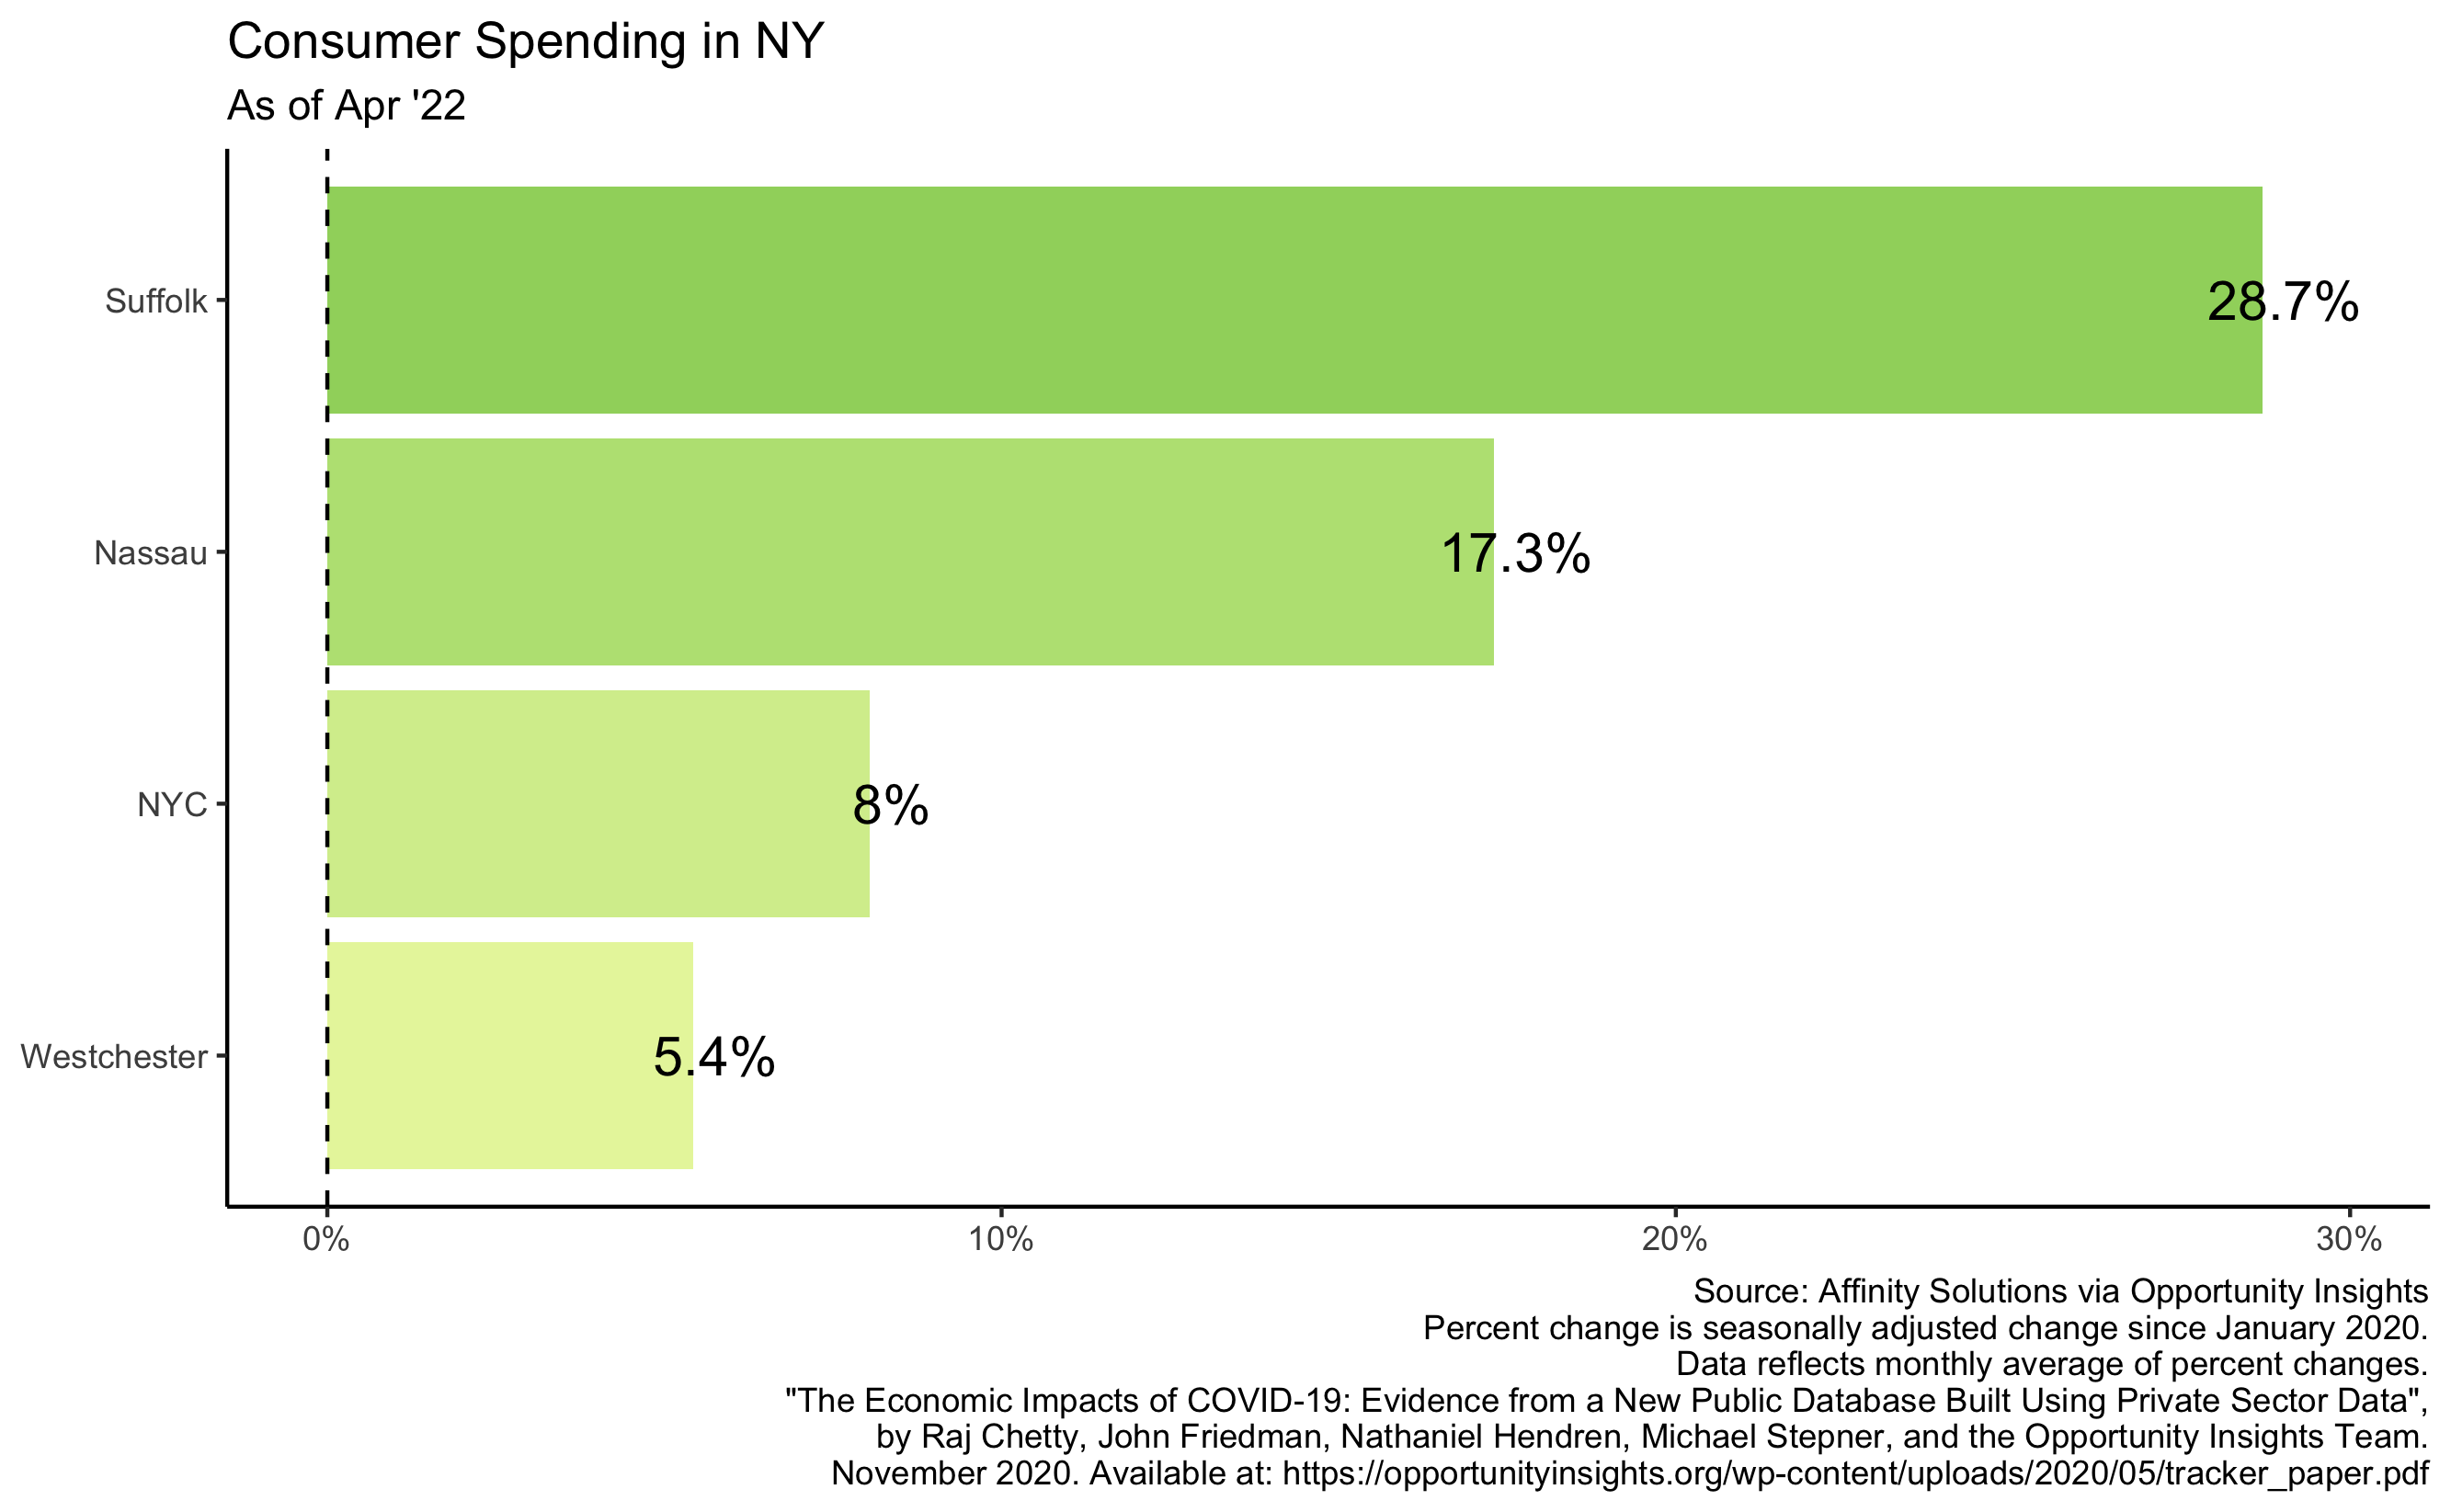 Consumer Spending in NY
As of Apr '22
Suffolk
28.7%
Nassau
17.3%
NYC
8%
Westchester
5.4%
0%
10%
20%
30%
Source: Affinity Solutions via Opportunity Insights
Percent change is seasonally adjusted change since January 2020.
Data reflects monthly average of percent changes.
"The Economic Impacts of COVID-19: Evidence from a New Public Database Built Using Private Sector Data",
by Raj Chetty, John Friedman, Nathaniel Hendren, Michael Stepner, and the Opportunity Insights Team.
November 2020. Available at: https://opportunityinsights.org/wp-content/uploads/2020/05/tracker_paper.pdf